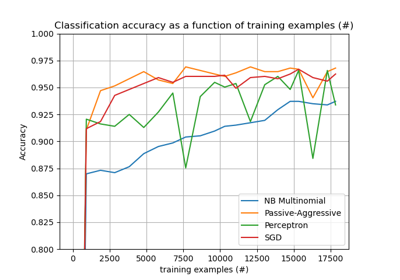 Classification accuracy as a function of training examples (#)
1.000
0.975
0.950
0.925
0.900
0.875
0.850
0.825
0.800
Accuracy
NB Multinomial
Passive-Aggressive
Perceptron
SGD
0 2500 5000 7500 10000 12500 15000 17500
training examples (#)